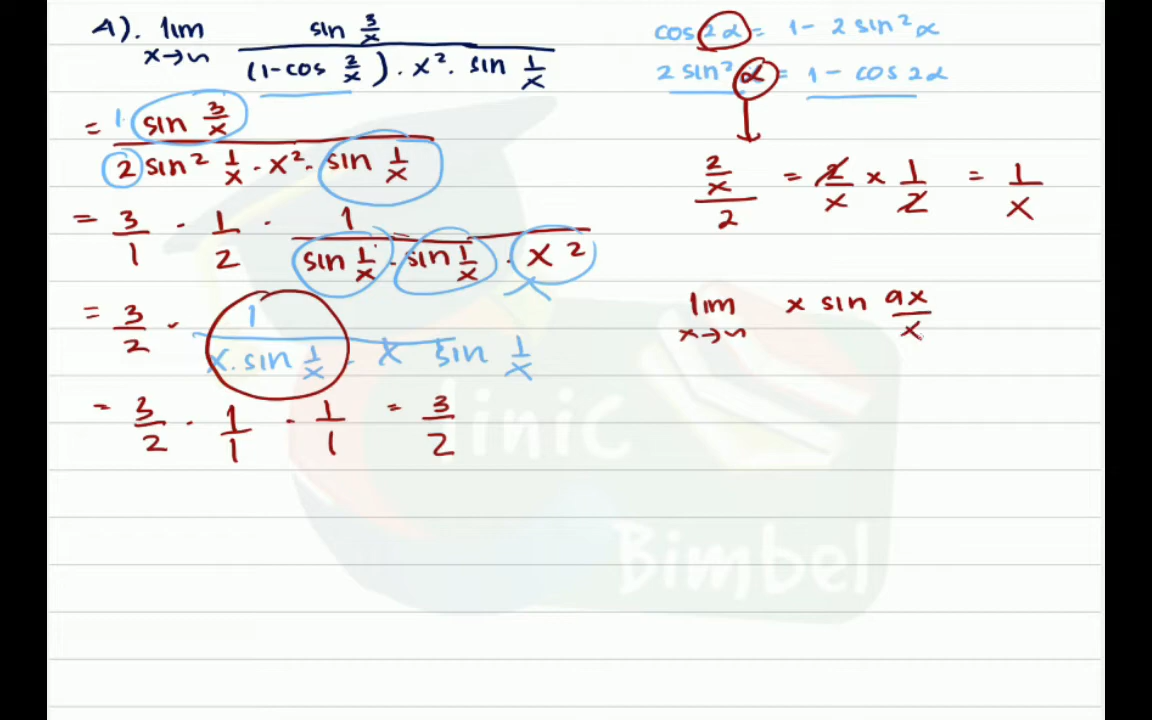 A). lim x→~ sin 3/x / (1-cos 2/x) . x². sin 1/x
= 1. sin 3/x / 2 sin² 1/x . x². sin 1/x
= 3/1 . 1/2 . 1 / sin 1/x . sin 1/x . x²
= 3/2 . 1 / x. sin 1/x . x sin 1/x
= 3/2 . 1/1 . 1/1 = 3/2
cos 2α = 1 - 2 sin² α
2 sin² α = 1 - cos 2α
2/x / 2 = 2/x × 1/2 = 1/x
lim x→~ x sin ax/x
Clinic
Bimbel